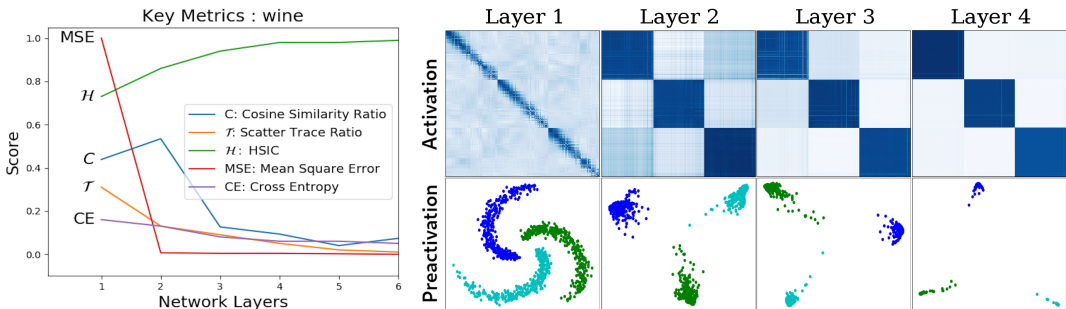 Key Metrics : wine
Score
1.0
0.8
0.6
0.4
0.2
0.0
MSE
ℋ
C
𝒯
CE
C: Cosine Similarity Ratio
𝒯: Scatter Trace Ratio
ℋ: HSIC
MSE: Mean Square Error
CE: Cross Entropy
1 2 3 4 5 6
Network Layers
Layer 1 Layer 2 Layer 3 Layer 4
Activation
Preactivation